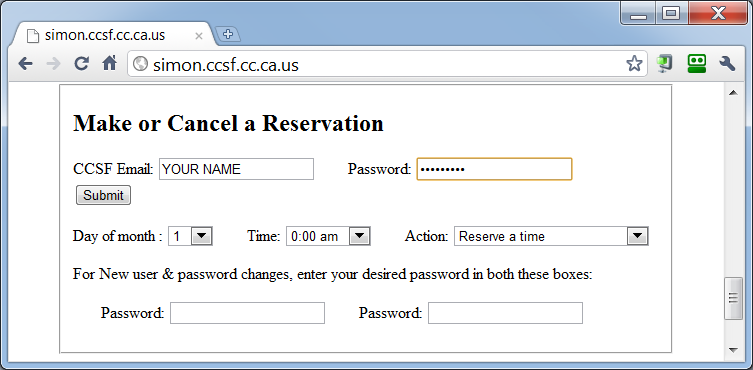 simon.ccsf.cc.ca.us
simon.ccsf.cc.ca.us
Make or Cancel a Reservation
CCSF Email: YOUR NAME Password: •••••••••
Submit
Day of month : 1 Time: 0:00 am Action: Reserve a time
For New user & password changes, enter your desired password in both these boxes:
Password: Password: